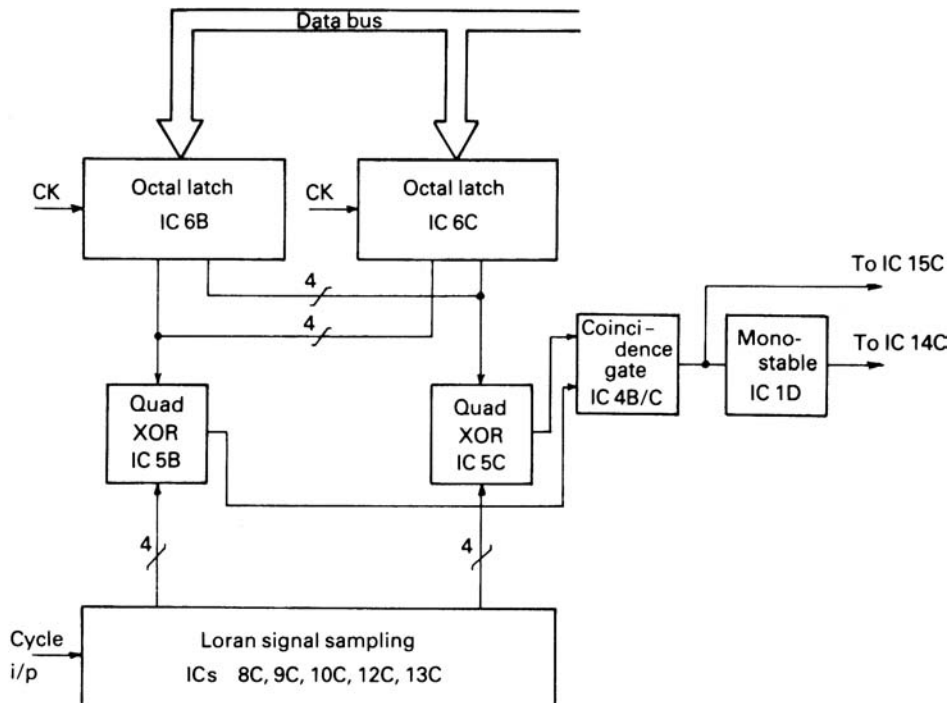 Data bus
CK
Octal latch
IC 6B
CK
Octal latch
IC 6C
4
4
To IC 15C
Coinci-
dence
gate
IC 4B/C
Mono-
stable
IC 1D
To IC 14C
Quad
XOR
IC 5B
Quad
XOR
IC 5C
4
4
Cycle
i/p
Loran signal sampling
ICs 8C, 9C, 10C, 12C, 13C